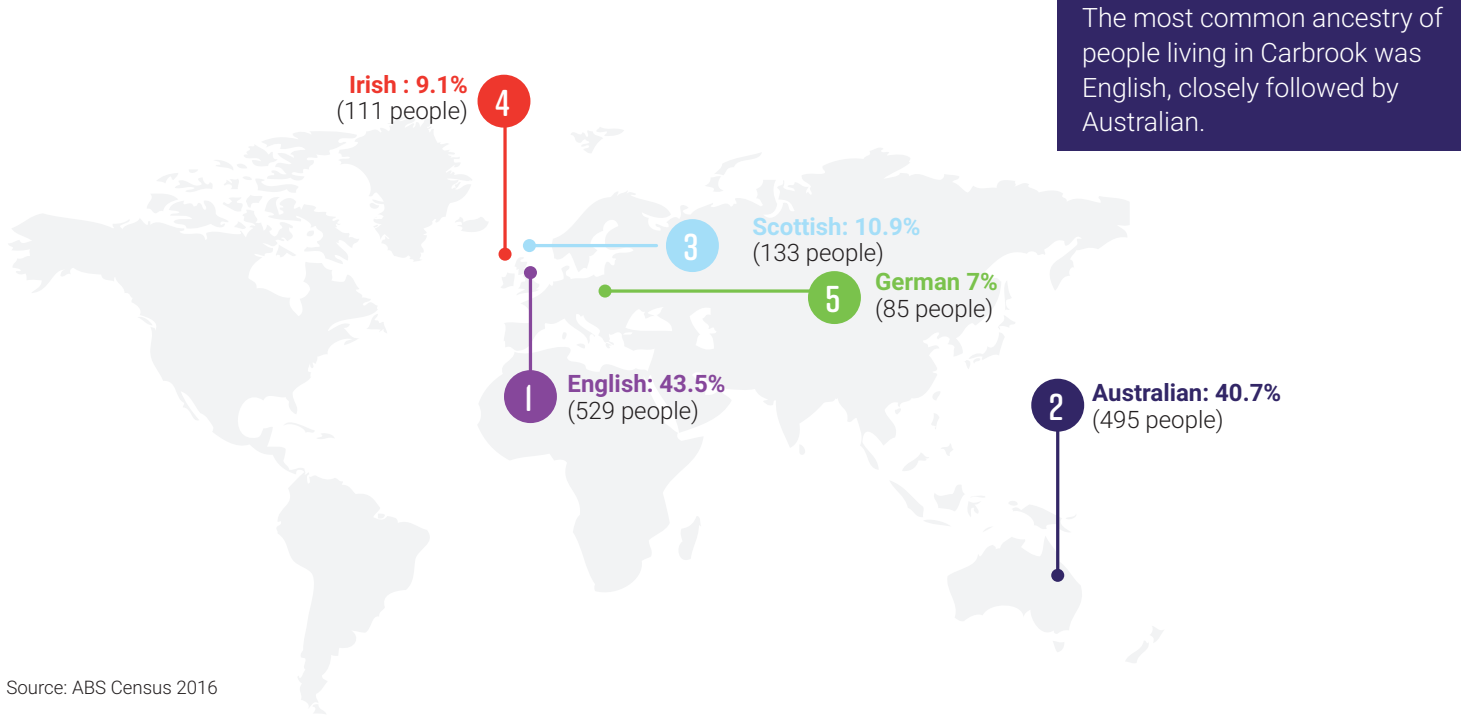 The most common ancestry of
people living in Carbrook was
English, closely followed by
Australian.
Irish : 9.1%
(111 people)
4
3
Scottish: 10.9%
(133 people)
5
German 7%
(85 people)
1
English: 43.5%
(529 people)
2
Australian: 40.7%
(495 people)
Source: ABS Census 2016